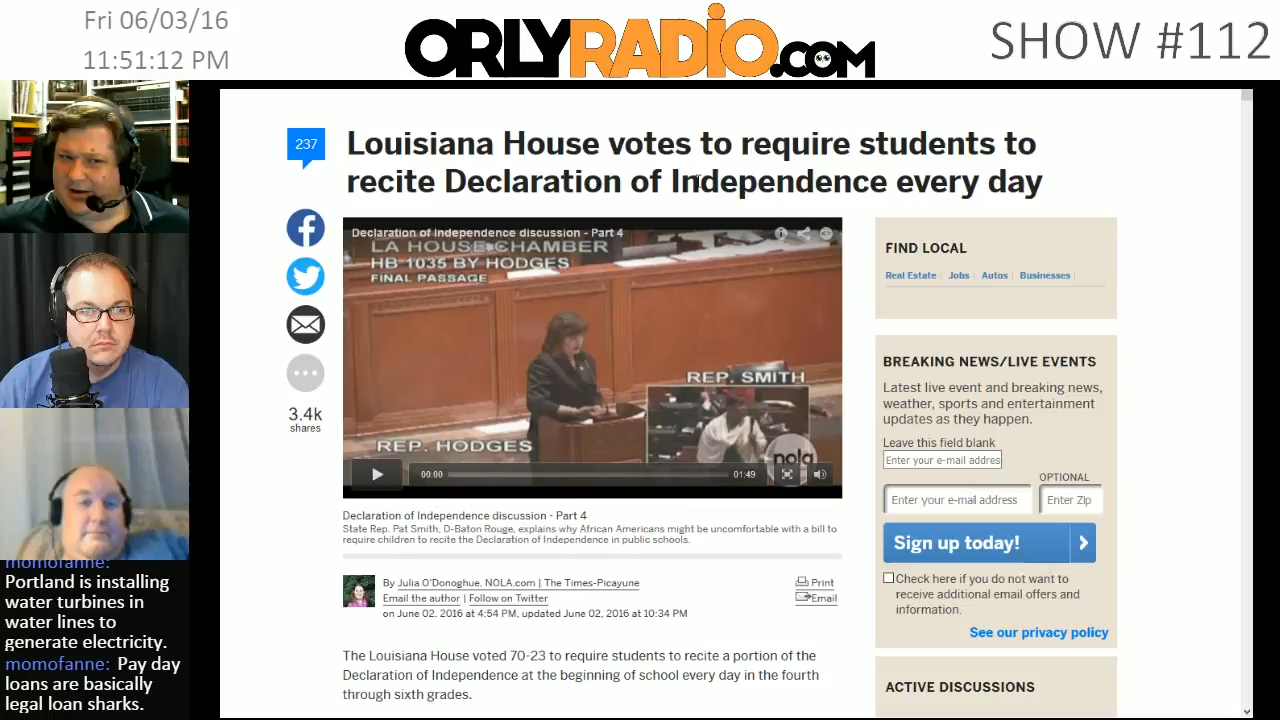 Fri 06/03/16
11:51:12 PM
ORLYRADIO.COM
SHOW #112
237
Louisiana House votes to require students to
recite Declaration of Independence every day
3.4k
shares
Declaration of Independence discussion - Part 4
LA HOUSE CHAMBER
HB 1035 BY HODGES
FINAL PASSAGE
REP. SMITH
REP. HODGES
nola
00:00
01:49
Declaration of Independence discussion - Part 4
State Rep. Pat Smith, D-Baton Rouge, explains why African Americans might be uncomfortable with a bill to
require children to recite the Declaration of Independence in public schools.
By Julia O'Donoghue, NOLA.com | The Times-Picayune
Email the author | Follow on Twitter
on June 02, 2016 at 4:54 PM, updated June 02, 2016 at 10:34 PM
Print
Email
The Louisiana House voted 70-23 to require students to recite a portion of the
Declaration of Independence at the beginning of school every day in the fourth
through sixth grades.
FIND LOCAL
Real Estate | Jobs | Autos | Businesses |
BREAKING NEWS/LIVE EVENTS
Latest live event and breaking news,
weather, sports and entertainment
updates as they happen.
Leave this field blank
Enter your e-mail address
OPTIONAL
Enter your e-mail address
Enter Zip
Sign up today!
Check here if you do not want to
receive additional email offers and
information.
See our privacy policy
ACTIVE DISCUSSIONS
momofanne:
Portland is installing
water turbines in
water lines to
generate electricity.
momofanne: Pay day
loans are basically
legal loan sharks.